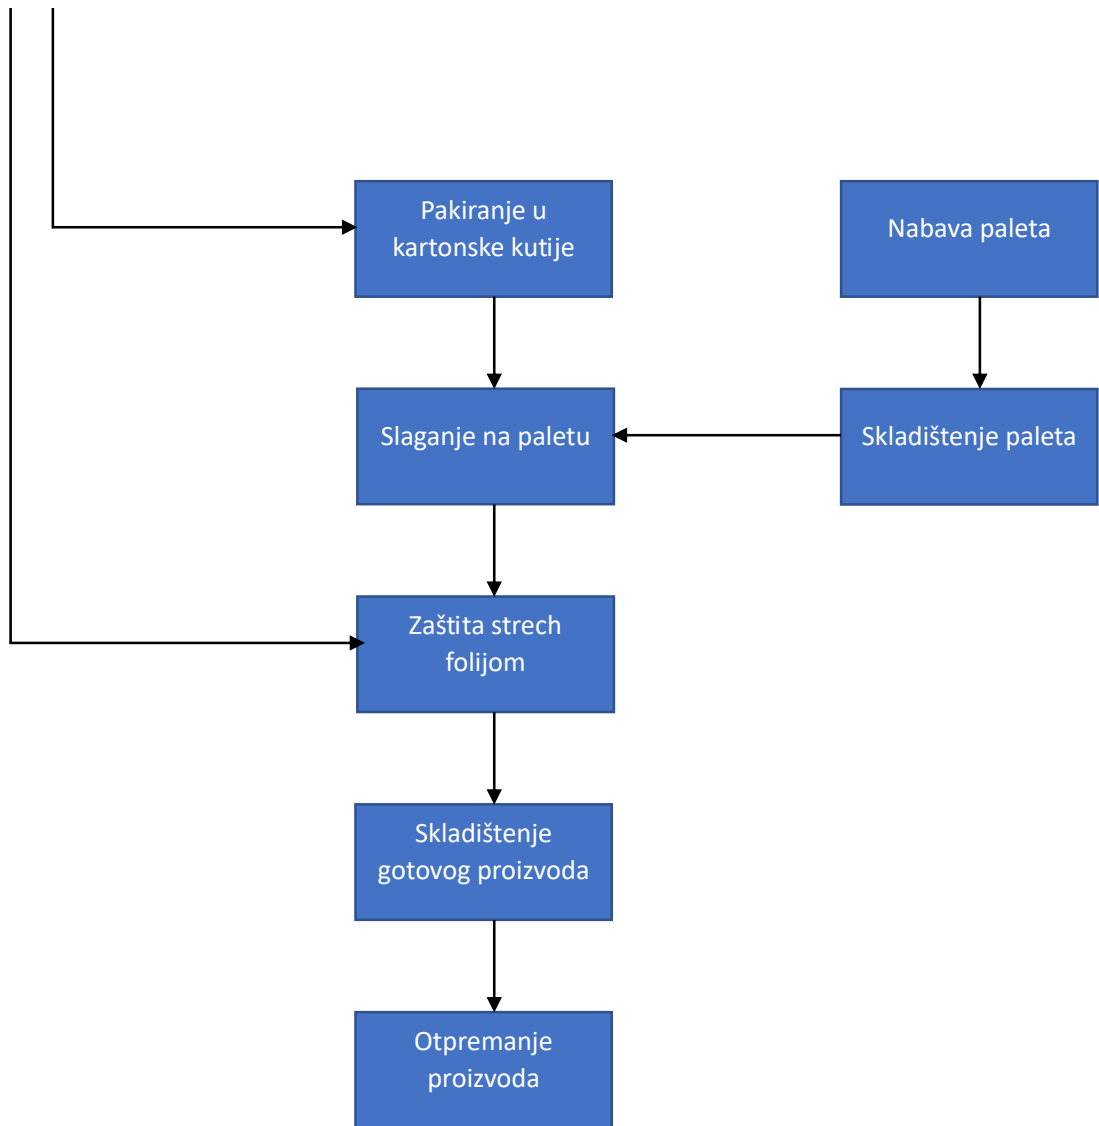 Pakiranje u
kartonske kutije
Nabava paleta
Slaganje na paletu
Skladištenje paleta
Zaštita strech
folijom
Skladištenje
gotovog proizvoda
Otpremanje
proizvoda